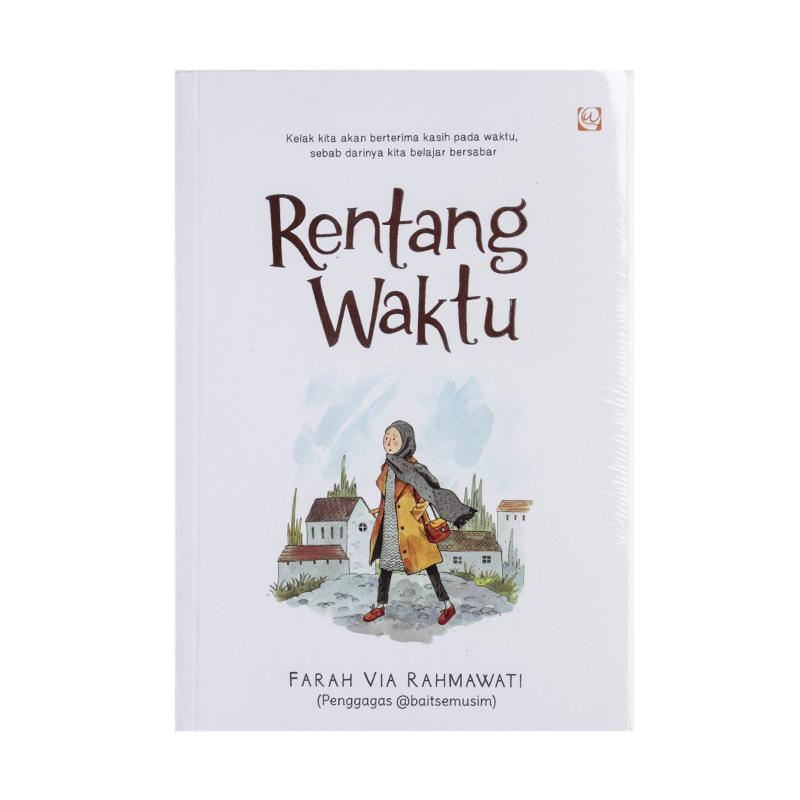 Kelak kita akan berterima kasih pada waktu,
sebab darinya kita belajar bersabar
Rentang
Waktu
FARAH VIA RAHMAWATI
(Penggagas @baitsemusim)